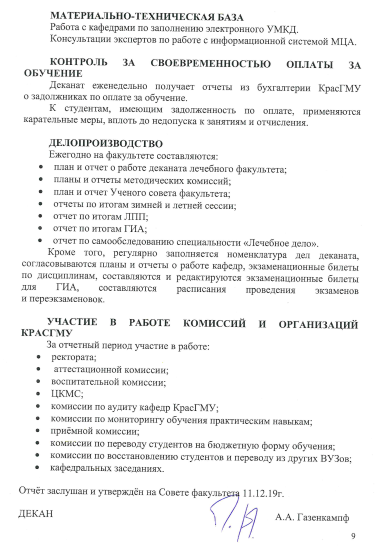 МАТЕРИАЛЬНО-ТЕХНИЧЕСКАЯ БАЗА
Работа с кафедрами по заполнению электронного УМКД.
Консультации экспертов по работе с информационной системой МЦА.
КОНТРОЛЬ ЗА СВОЕВРЕМЕННОСТЬЮ ОПЛАТЫ ЗА
ОБУЧЕНИЕ
Деканат еженедельно получает отчеты из бухгалтерии КрасГМУ
о задолжниках по оплате за обучение.
К студентам, имеющим задолженность по оплате, применяются
карательные меры, вплоть до недопуска к занятиям и отчисления.
ДЕЛОПРОИЗВОДСТВО
Ежегодно на факультете составляются:
• план и отчет о работе деканата лечебного факультета;
• планы и отчеты методических комиссий;
• план и отчет Ученого совета факультета;
• отчеты по итогам зимней и летней сессии;
• отчет по итогам ЛПП;
• отчет по итогам ГИА;
• отчет по самообследованию специальности «Лечебное дело».
Кроме того, регулярно заполняется номенклатура дел деканата,
согласовываются планы и отчеты о работе кафедр, экзаменационные билеты
по дисциплинам, составляются и редактируются экзаменационные билеты
для ГИА, составляются расписания проведения экзаменов
и переэкзаменовок.
УЧАСТИЕ В РАБОТЕ КОМИССИЙ И ОРГАНИЗАЦИЙ
КРАСГМУ
За отчетный период участие в работе:
• ректората;
• аттестационной комиссии;
• воспитательной комиссии;
• ЦКМС;
• комиссии по аудиту кафедр КрасГМУ;
• комиссии по мониторингу обучения практическим навыкам;
• приёмной комиссии;
• комиссии по переводу студентов на бюджетную форму обучения;
• комиссии по восстановлению студентов и переводу из других ВУЗов;
• кафедральных заседаниях.
Отчёт заслушан и утверждён на Совете факультета 11.12.19г.
ДЕКАН А.А. Газенкампф
9